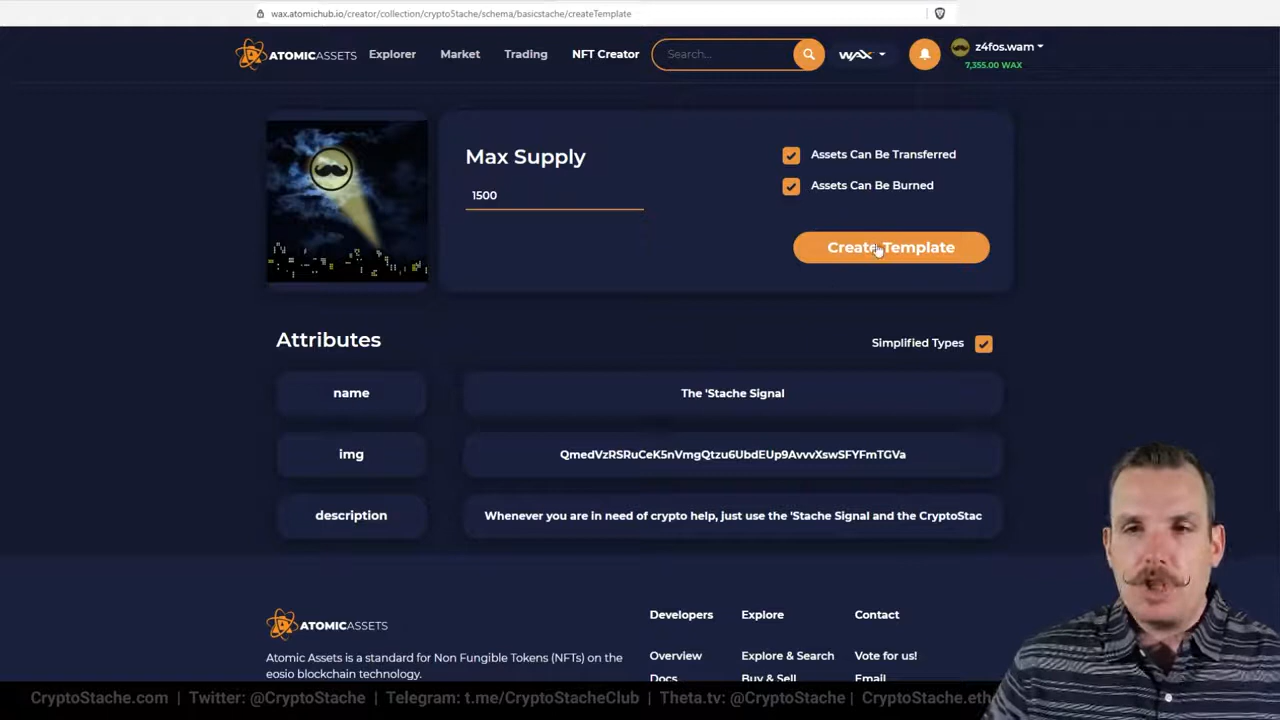 wax.atomichub.io/creator/collection/crypto5tache/schema/basicstache/createTemplate
ATOMICASSETS
Explorer
Market
Trading
NFT Creator
Search...
WAX
z4fos.wam
7,355.00 WAX
Max Supply
1500
Assets Can Be Transferred
Assets Can Be Burned
Create Template
Attributes
Simplified Types
name
The 'Stache Signal
img
QmedVzRSRuCeK5nVmgQtzu6UbdEUp9AvvvXswSFYFmTGVa
description
Whenever you are in need of crypto help, just use the 'Stache Signal and the CryptoStac
ATOMICASSETS
Atomic Assets is a standard for Non Fungible Tokens (NFTs) on the
eosio blockchain technology.
Developers
Overview
Docs
Explore
Explore & Search
Buy & Sell
Contact
Vote for us!
Email
CryptoStache.com | Twitter: @CryptoStache | Telegram: t.me/CryptoStacheClub | Theta.tv: @CryptoStache | CryptoStache.eth